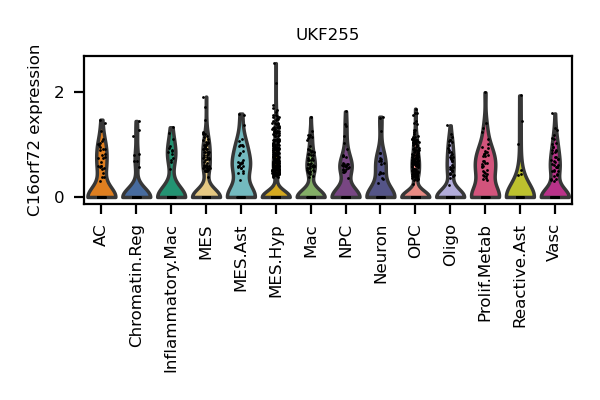 UKF255
C16orf72 expression
2
0
AC
Chromatin.Reg
Inflammatory.Mac
MES
MES.Ast
MES.Hyp
Mac
NPC
Neuron
OPC
Oligo
Prolif.Metab
Reactive.Ast
Vasc